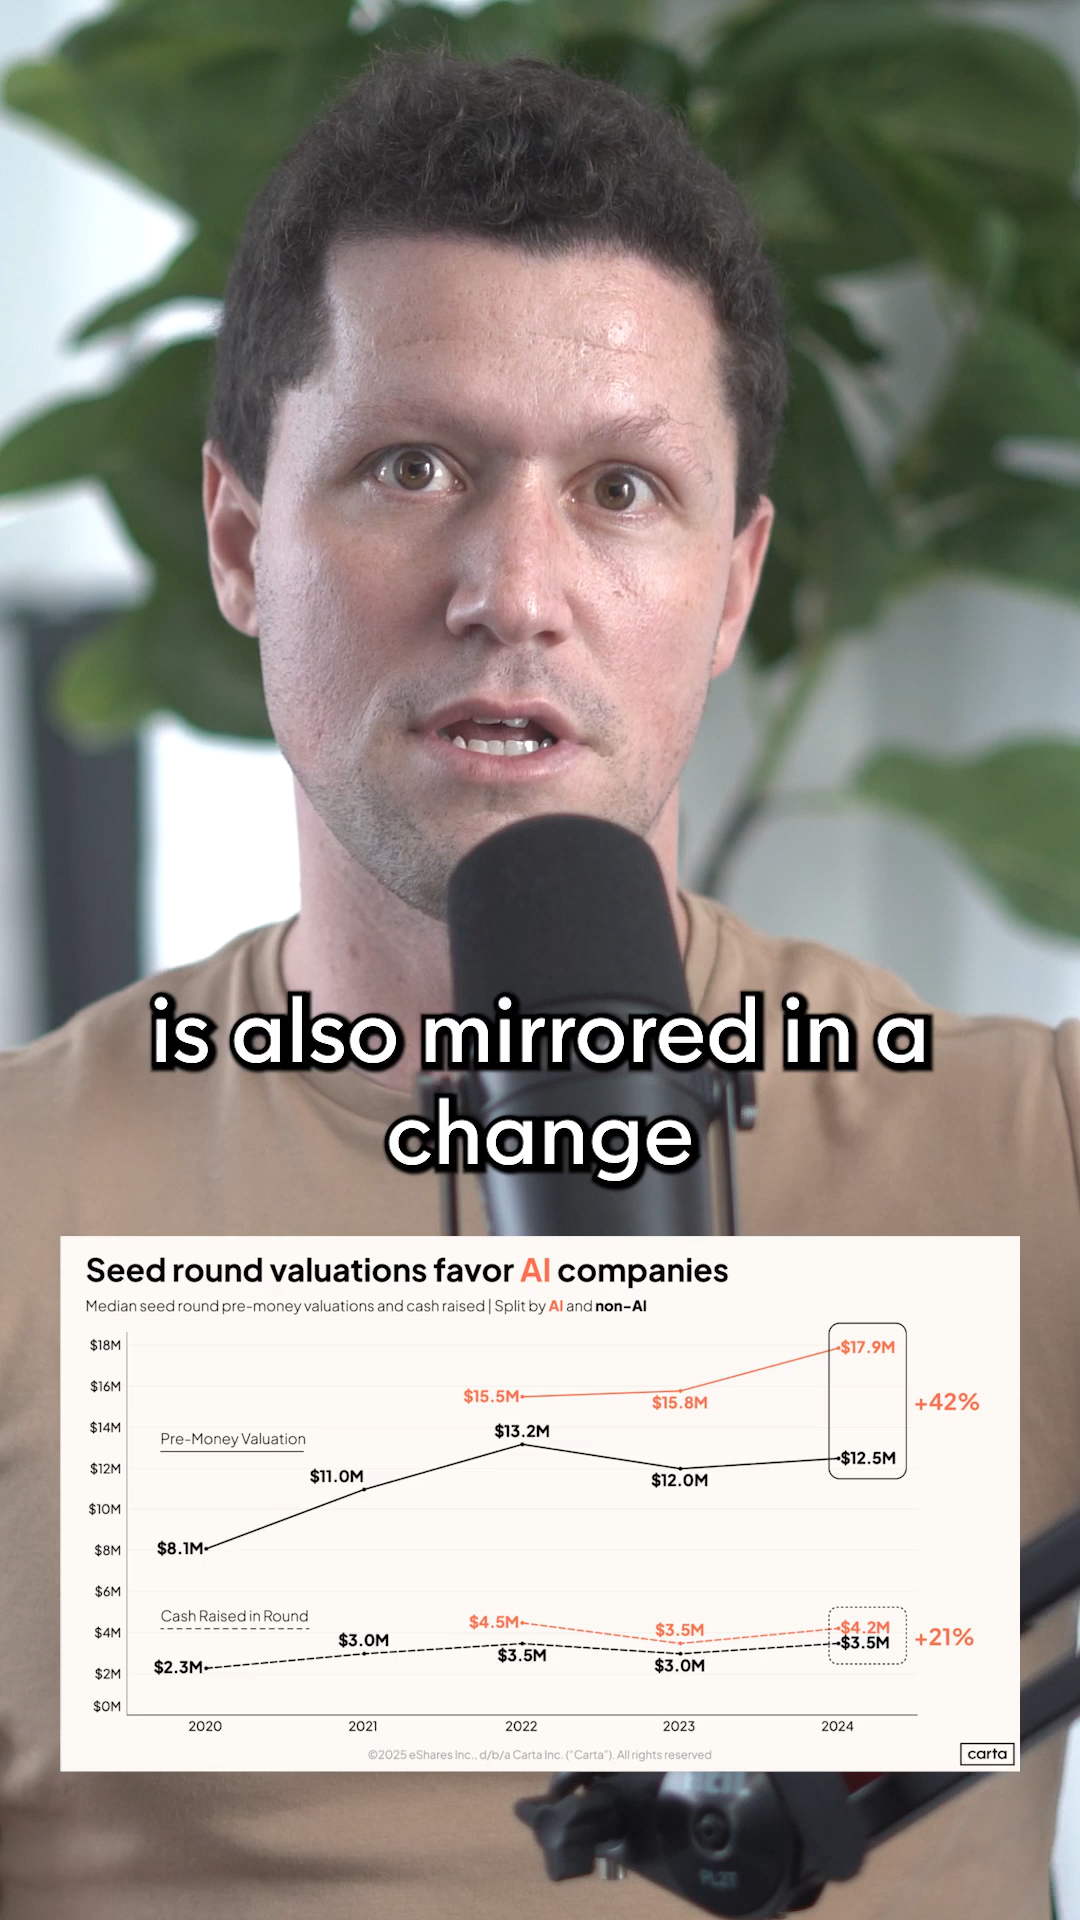 is also mirrored in a
change
Seed round valuations favor AI companies
Median seed round pre-money valuations and cash raised | Split by AI and non-AI
$18M
$17.9M
$16M
$15.5M
$15.8M
+42%
$14M
$13.2M
Pre-Money Valuation
$12M
$11.0M
$12.0M
$12.5M
$10M
$8M
$8.1M
$6M
Cash Raised in Round
$4.5M
$3.5M
$4.2M
$4M
$3.0M
$3.5M
$3.0M
$3.5M
+21%
$2M
$2.3M
$0M
2020 2021 2022 2023 2024
©2025 eShares Inc., d/b/a Carta Inc. ("Carta"). All rights reserved
carta
PL2T